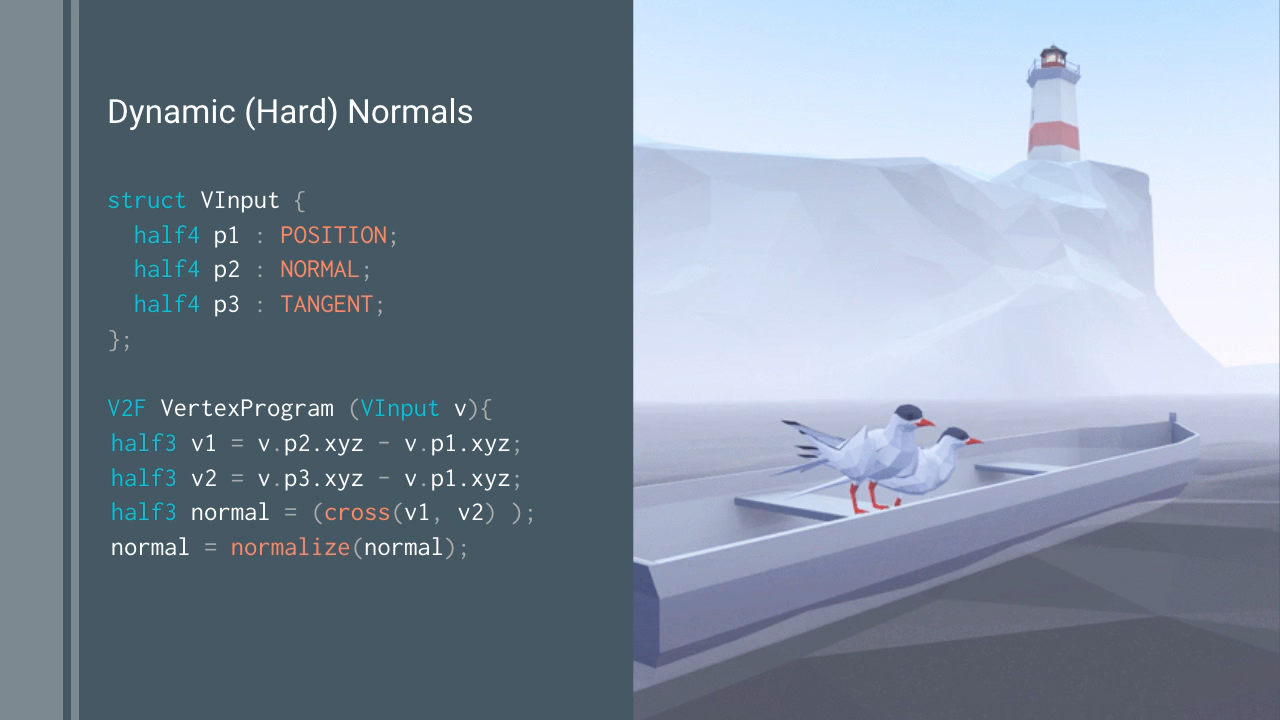 Dynamic (Hard) Normals
struct VInput {
  half4 p1 : POSITION;
  half4 p2 : NORMAL;
  half4 p3 : TANGENT;
};
V2F VertexProgram (VInput v){
half3 v1 = v.p2.xyz - v.p1.xyz;
half3 v2 = v.p3.xyz - v.p1.xyz;
half3 normal = (cross(v1, v2) );
normal = normalize(normal);